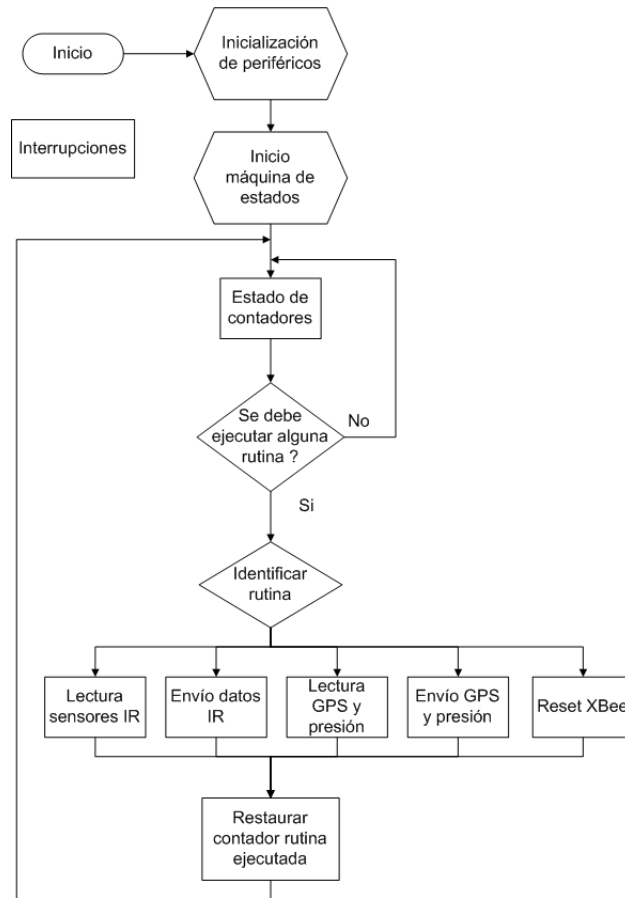 Inicio
Inicialización
de periféricos
Interrupciones
Inicio
máquina de
estados
Estado de
contadores
Se debe
ejecutar alguna
rutina ?
No
Si
Identificar
rutina
Lectura
sensores IR
Envío datos
IR
Lectura
GPS y
presión
Envío GPS
y presión
Reset XBee
Restaurar
contador rutina
ejecutada